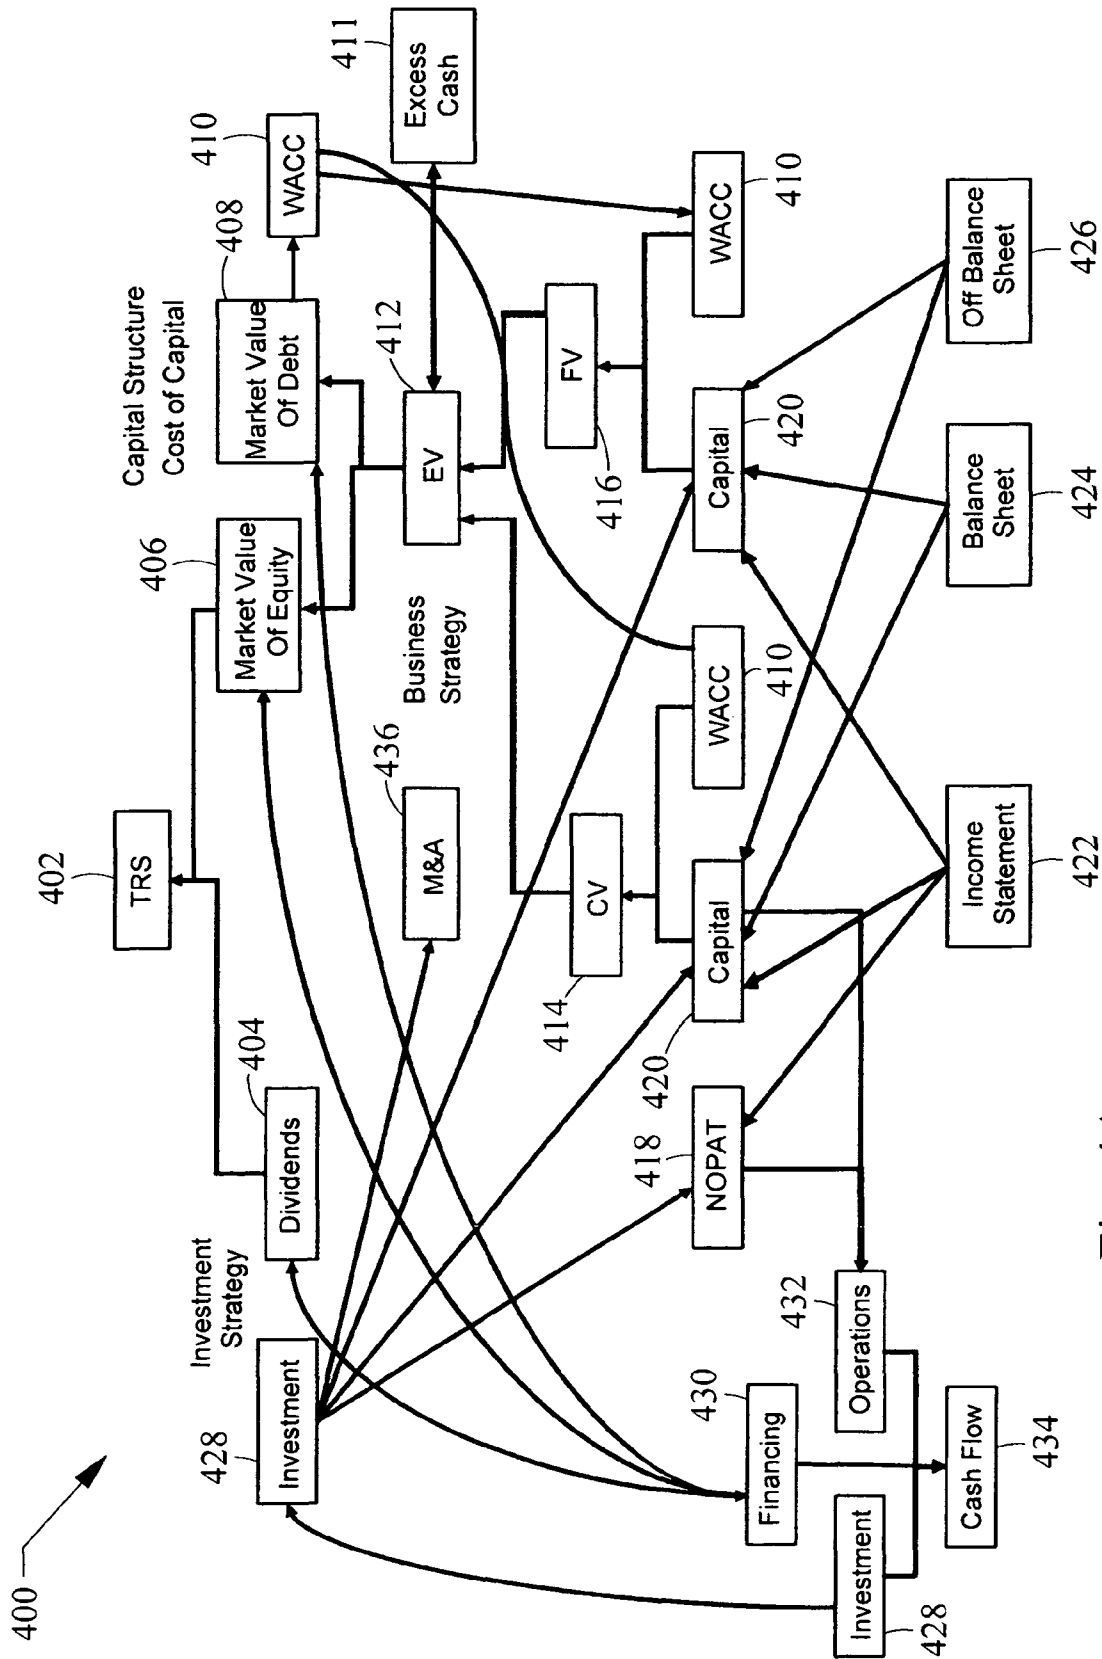 400
402
TRS
Capital Structure
Cost of Capital
Investment
Strategy
428
Investment
404
Dividends
406
Market Value
Of Equity
408
Market Value
Of Debt
410
WACC
411
Excess
Cash
436
M&A
Business
Strategy
412
EV
414
CV
416
FV
418
NOPAT
420
Capital
WACC
410
Capital
420
WACC
410
430
Financing
432
Operations
Investment
428
Cash Flow
434
Income
Statement
422
Balance
Sheet
424
Off Balance
Sheet
426